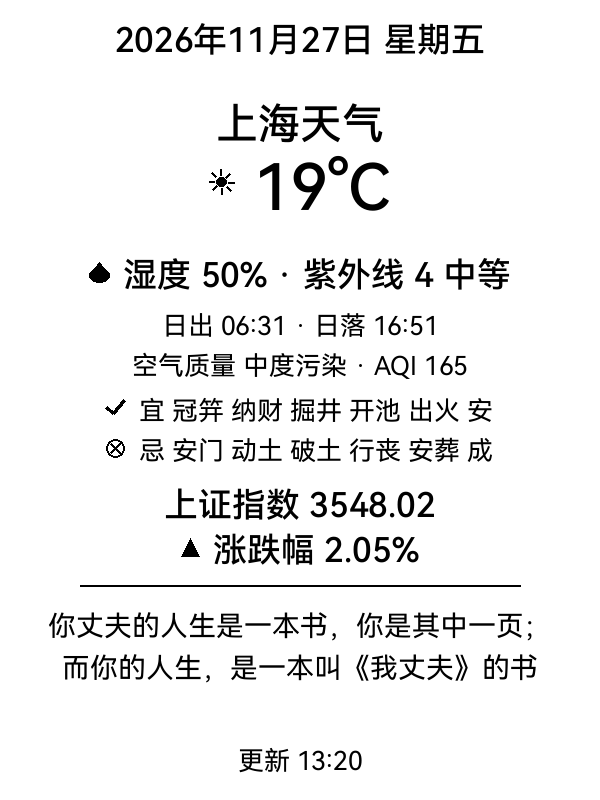 2026年11月27日 星期五
上海天气
19°C
湿度 50% · 紫外线 4 中等
日出 06:31 · 日落 16:51
空气质量 中度污染 · AQI 165
宜 冠笄 纳财 掘井 开池 出火 安
忌 安门 动土 破土 行丧 安葬 成
上证指数 3548.02
▲ 涨跌幅 2.05%
你丈夫的人生是一本书，你是其中一页；
而你的人生，是一本叫《我丈夫》的书
更新 13:20